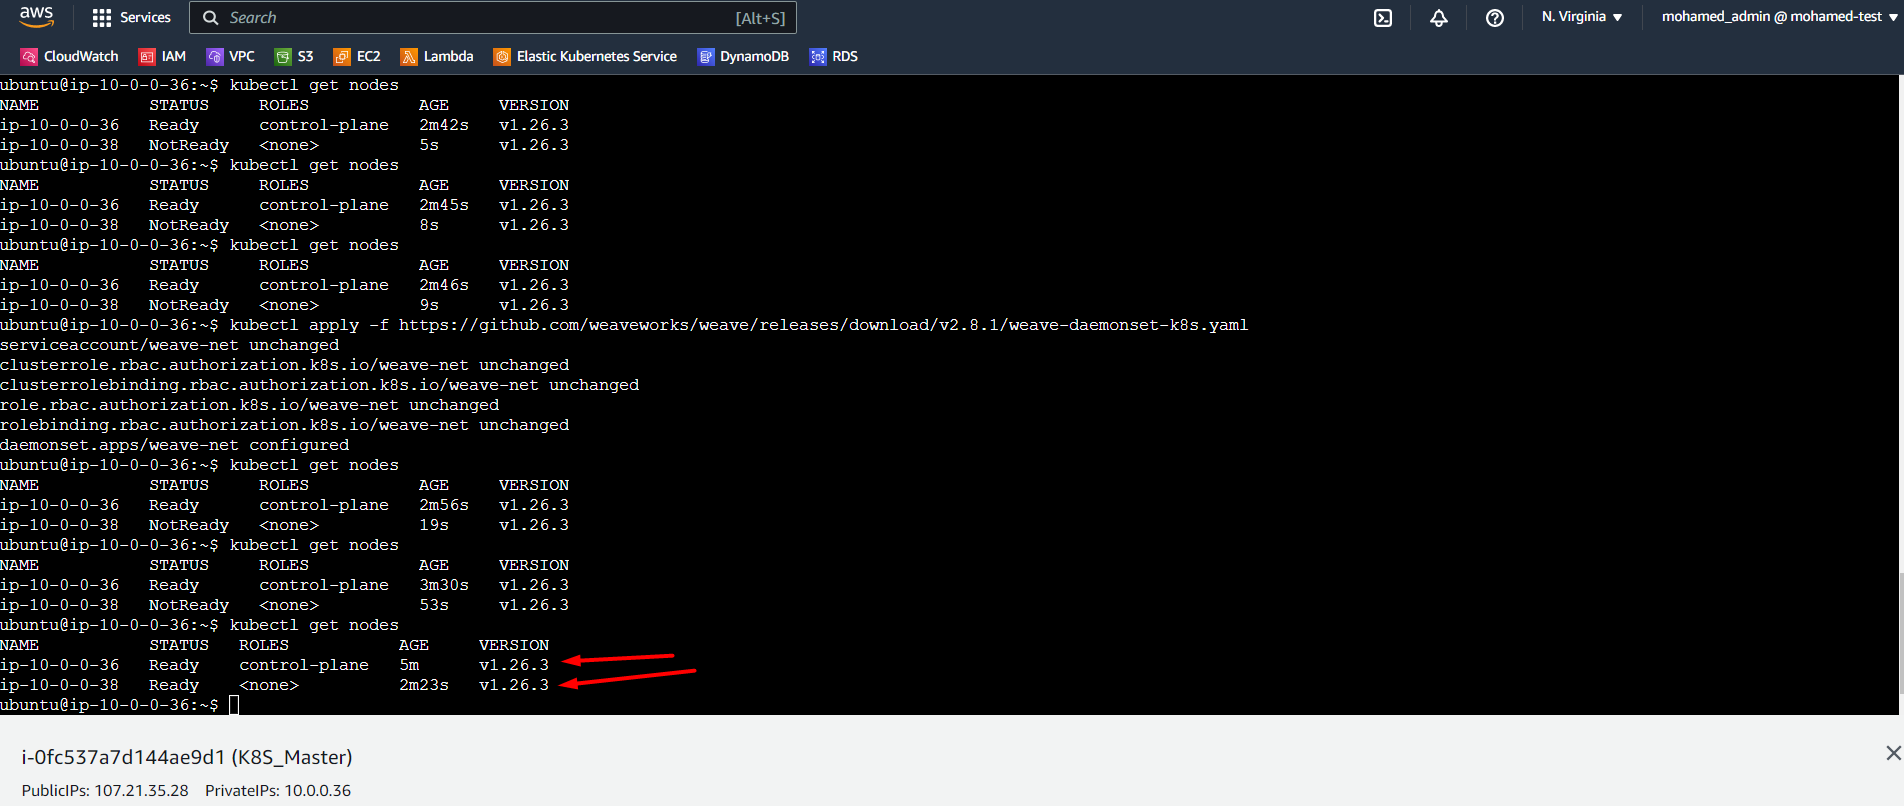 aws Services Search [Alt+S] N. Virginia mohamed_admin @ mohamed-test
CloudWatch IAM VPC S3 EC2 Lambda Elastic Kubernetes Service DynamoDB RDS
ubuntu@ip-10-0-0-36:~$ kubectl get nodes
NAME STATUS ROLES AGE VERSION
ip-10-0-0-36 Ready control-plane 2m42s v1.26.3
ip-10-0-0-38 NotReady <none> 5s v1.26.3
ubuntu@ip-10-0-0-36:~$ kubectl get nodes
NAME STATUS ROLES AGE VERSION
ip-10-0-0-36 Ready control-plane 2m45s v1.26.3
ip-10-0-0-38 NotReady <none> 8s v1.26.3
ubuntu@ip-10-0-0-36:~$ kubectl get nodes
NAME STATUS ROLES AGE VERSION
ip-10-0-0-36 Ready control-plane 2m46s v1.26.3
ip-10-0-0-38 NotReady <none> 9s v1.26.3
ubuntu@ip-10-0-0-36:~$ kubectl apply -f https://github.com/weaveworks/weave/releases/download/v2.8.1/weave-daemonset-k8s.yaml
serviceaccount/weave-net unchanged
clusterrole.rbac.authorization.k8s.io/weave-net unchanged
clusterrolebinding.rbac.authorization.k8s.io/weave-net unchanged
role.rbac.authorization.k8s.io/weave-net unchanged
rolebinding.rbac.authorization.k8s.io/weave-net unchanged
daemonset.apps/weave-net configured
ubuntu@ip-10-0-0-36:~$ kubectl get nodes
NAME STATUS ROLES AGE VERSION
ip-10-0-0-36 Ready control-plane 2m56s v1.26.3
ip-10-0-0-38 NotReady <none> 19s v1.26.3
ubuntu@ip-10-0-0-36:~$ kubectl get nodes
NAME STATUS ROLES AGE VERSION
ip-10-0-0-36 Ready control-plane 3m30s v1.26.3
ip-10-0-0-38 NotReady <none> 53s v1.26.3
ubuntu@ip-10-0-0-36:~$ kubectl get nodes
NAME STATUS ROLES AGE VERSION
ip-10-0-0-36 Ready control-plane 5m v1.26.3
ip-10-0-0-38 Ready <none> 2m23s v1.26.3
ubuntu@ip-10-0-0-36:~$
i-0fc537a7d144ae9d1 (K8S_Master)
PublicIPs: 107.21.35.28 PrivateIPs: 10.0.0.36